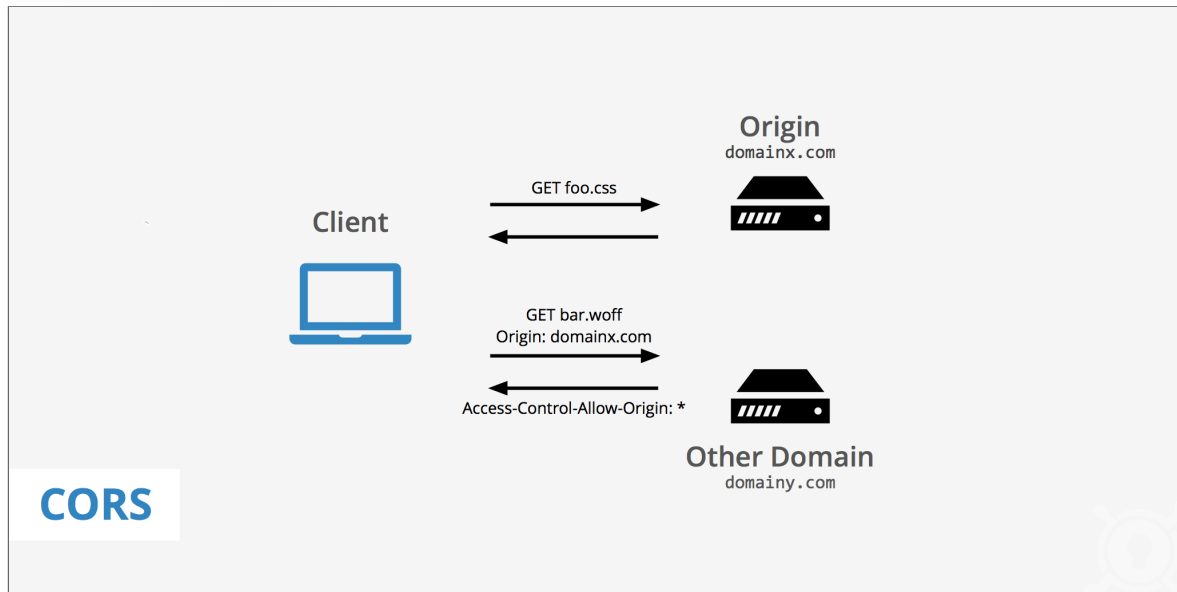 Origin
domainx.com
GET foo.css
Client
GET bar.woff
Origin: domainx.com
Access-Control-Allow-Origin: *
Other Domain
domainy.com
CORS